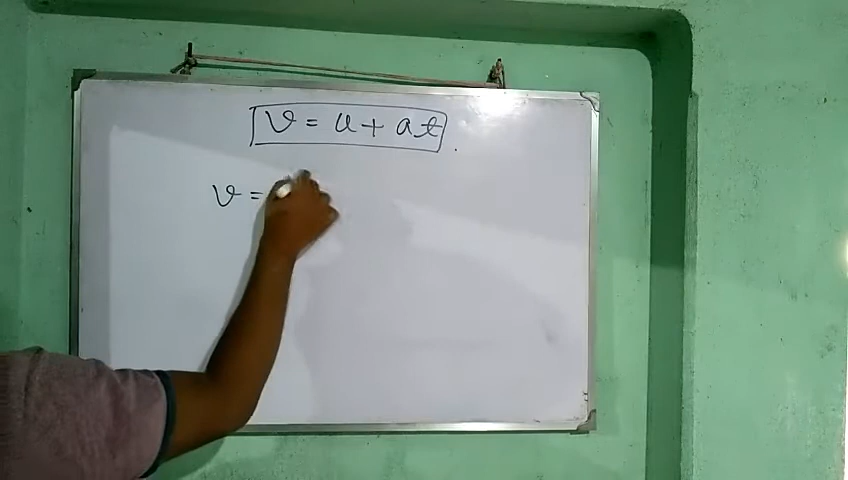 v = u + at
v =